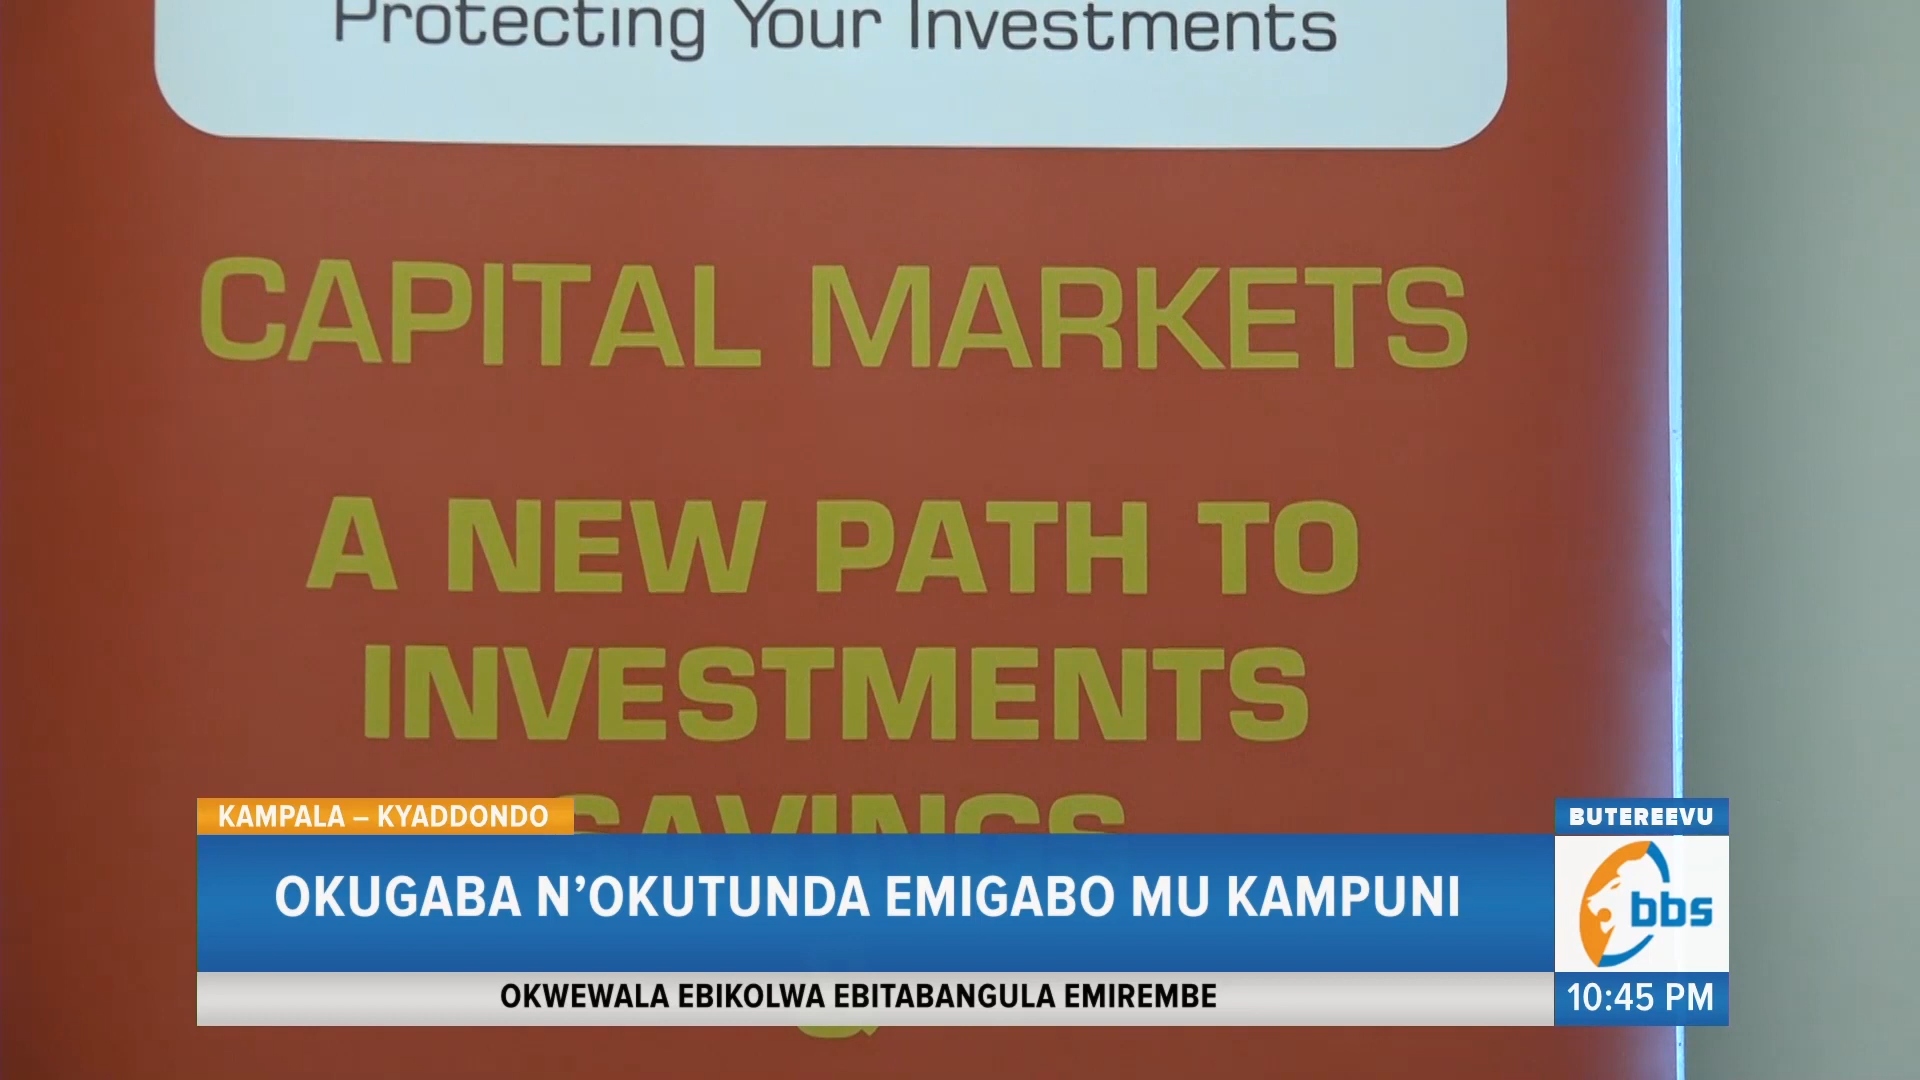 Protecting Your Investments
CAPITAL MARKETS
A NEW PATH TO
INVESTMENTS
SAVINGS
&
KAMPALA – KYADDONDO
BUTEREEVU
OKUGABA N’OKUTUNDA EMIGABO MU KAMPUNI
bbs
OKWEWALA EBIKOLWA EBITABANGULA EMIREMBE
10:45 PM